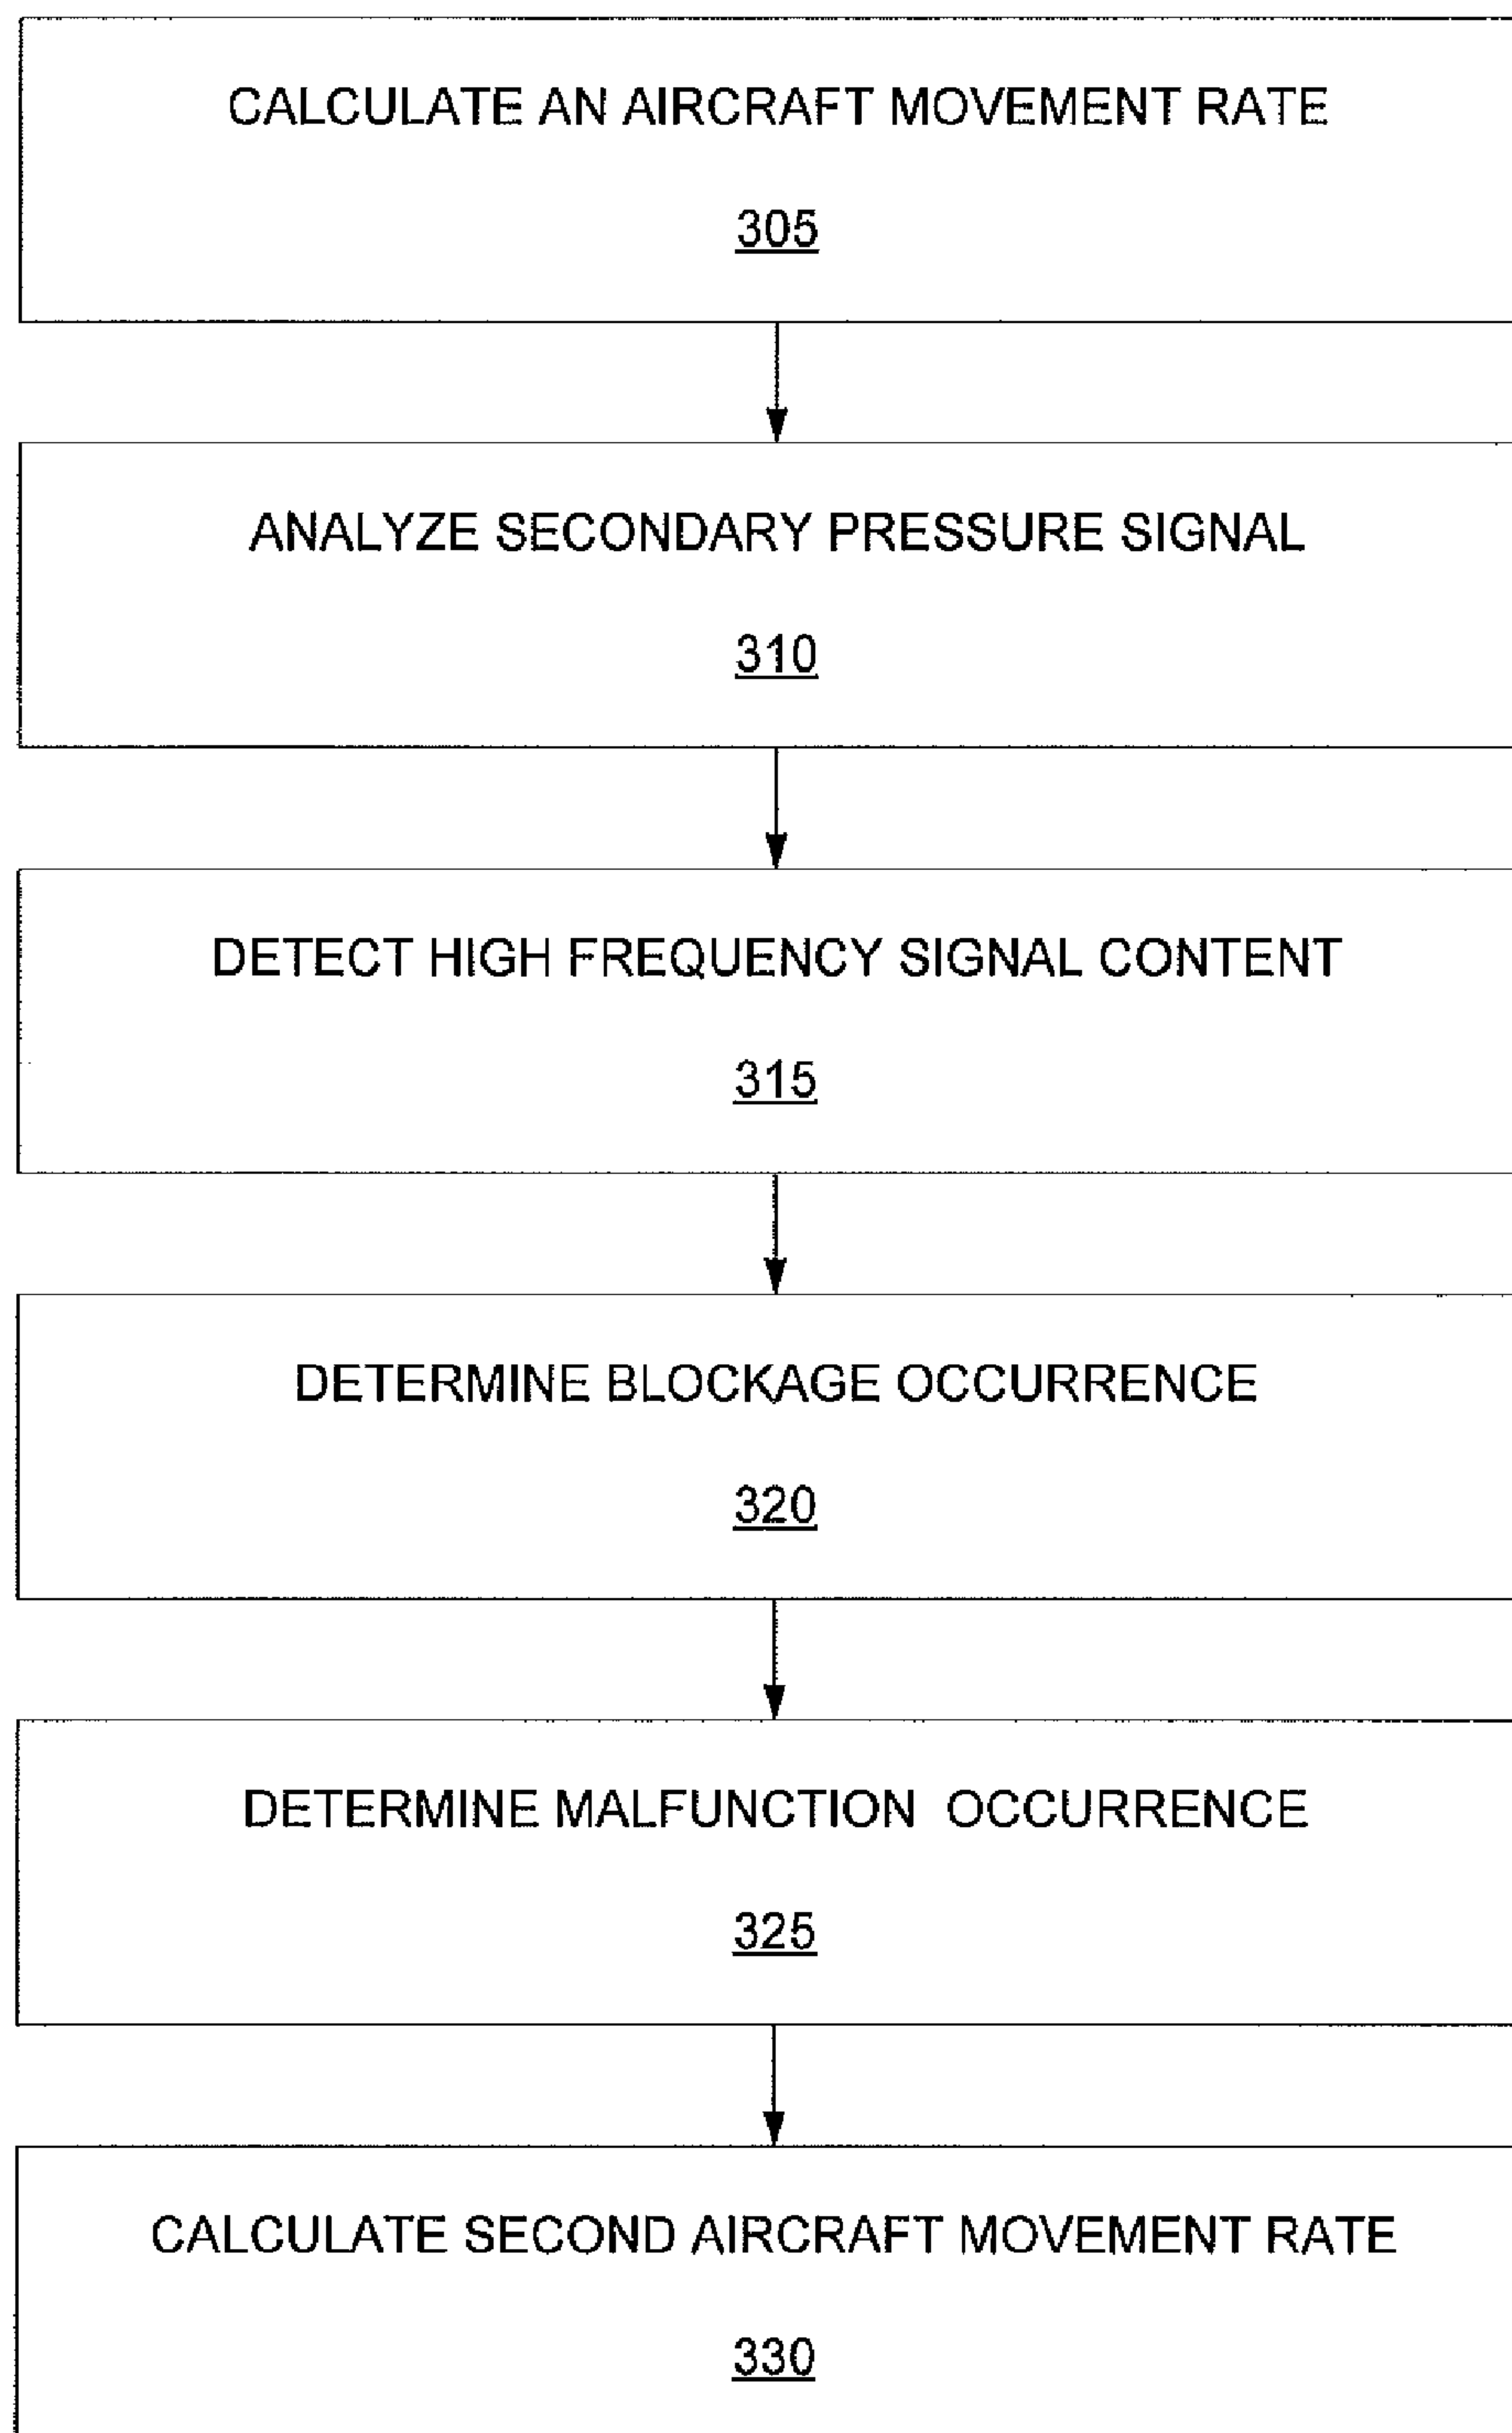 CALCULATE AN AIRCRAFT MOVEMENT RATE
305
ANALYZE SECONDARY PRESSURE SIGNAL
310
DETECT HIGH FREQUENCY SIGNAL CONTENT
315
DETERMINE BLOCKAGE OCCURRENCE
320
DETERMINE MALFUNCTION OCCURRENCE
325
CALCULATE SECOND AIRCRAFT MOVEMENT RATE
330